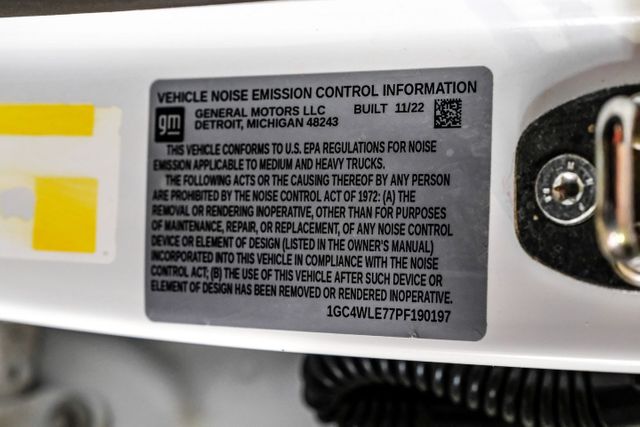 VEHICLE NOISE EMISSION CONTROL INFORMATION
gm GENERAL MOTORS LLC BUILT 11/22
DETROIT, MICHIGAN 48243
THIS VEHICLE CONFORMS TO U.S. EPA REGULATIONS FOR NOISE
EMISSION APPLICABLE TO MEDIUM AND HEAVY TRUCKS.
THE FOLLOWING ACTS OR THE CAUSING THEREOF BY ANY PERSON
ARE PROHIBITED BY THE NOISE CONTROL ACT OF 1972: (A) THE
REMOVAL OR RENDERING INOPERATIVE, OTHER THAN FOR PURPOSES
OF MAINTENANCE, REPAIR, OR REPLACEMENT, OF ANY NOISE CONTROL
DEVICE OR ELEMENT OF DESIGN (LISTED IN THE OWNER'S MANUAL)
INCORPORATED INTO THIS VEHICLE IN COMPLIANCE WITH THE NOISE
CONTROL ACT; (B) THE USE OF THIS VEHICLE AFTER SUCH DEVICE OR
ELEMENT OF DESIGN HAS BEEN REMOVED OR RENDERED INOPERATIVE.
1GC4WLE77PF190197